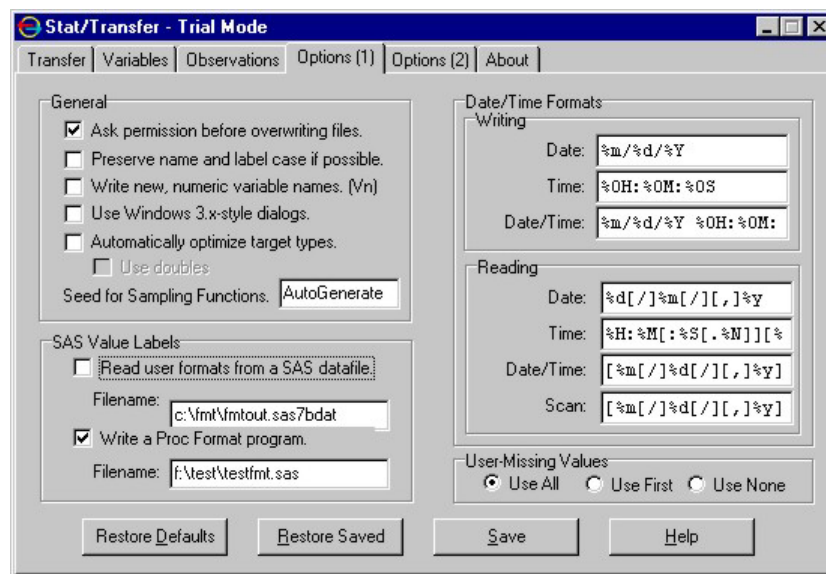 Stat/Transfer - Trial Mode
Transfer Variables Observations Options (1) Options (2) About
General
Ask permission before overwriting files.
Preserve name and label case if possible.
Write new, numeric variable names. (Vn)
Use Windows 3.x-style dialogs.
Automatically optimize target types.
Use doubles
Seed for Sampling Functions. AutoGenerate
SAS Value Labels
Read user formats from a SAS datafile.
Filename: c:\fmt\fmtout.sas7bdat
Write a Proc Format program.
Filename: f:\test\testfmt.sas
Date/Time Formats
Writing
Date: %m/%d/%Y
Time: %OH:%OM:%OS
Date/Time: %m/%d/%Y %OH:%OM:
Reading
Date: %d[/]%m[/][,]%y
Time: %H:%M[:%S[.%N]][%
Date/Time: [%m[/]%d[/][,]%y]
Scan: [%m[/]%d[/][,]%y]
User-Missing Values
Use All Use First Use None
Restore Defaults Restore Saved Save Help